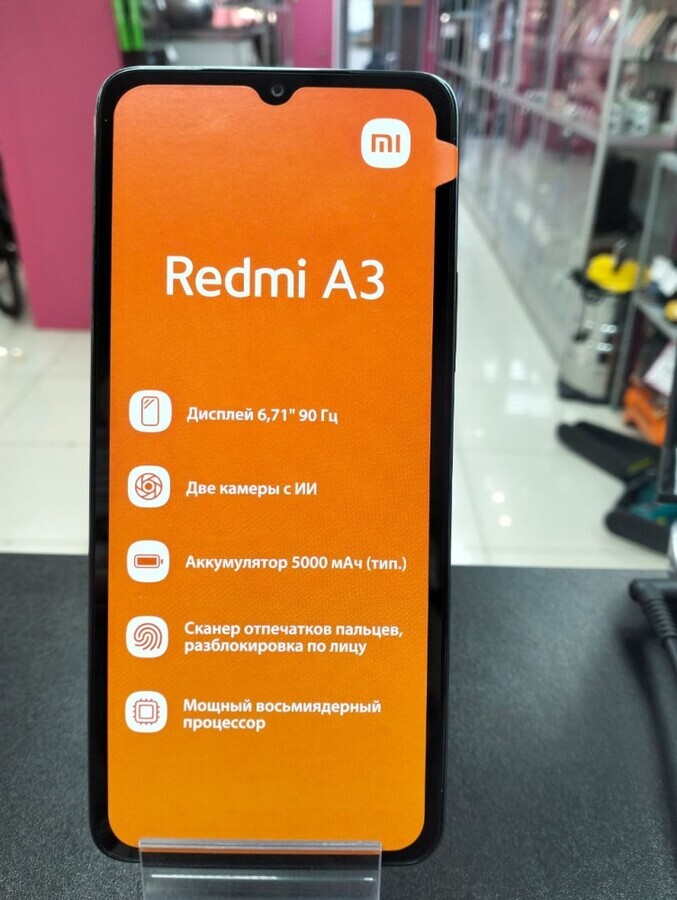 mi
Redmi A3
Дисплей 6,71" 90 Гц
Две камеры с ИИ
Аккумулятор 5000 мАч (тип.)
Сканер отпечатков пальцев,
разблокировка по лицу
Мощный восьмиядерный
процессор